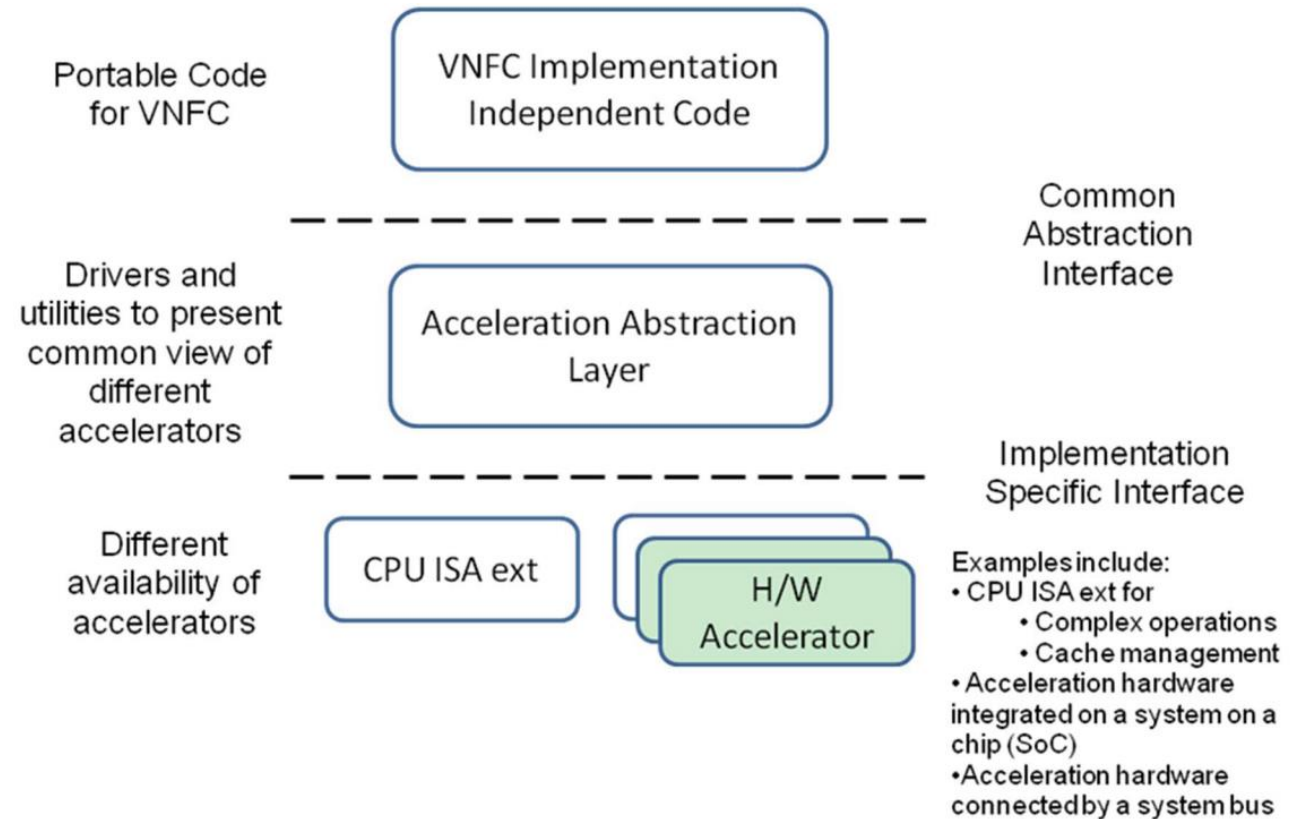 Portable Code
for VNFC
VNFC Implementation
Independent Code
Common
Abstraction
Interface
Drivers and
utilities to present
common view of
different
accelerators
Acceleration Abstraction
Layer
Implementation
Specific Interface
Different
availability of
accelerators
CPU ISA ext
H/W
Accelerator
Examples include:
• CPU ISA ext for
• Complex operations
• Cache management
• Acceleration hardware
integrated on a system on a
chip (SoC)
•Acceleration hardware
connected by a system bus